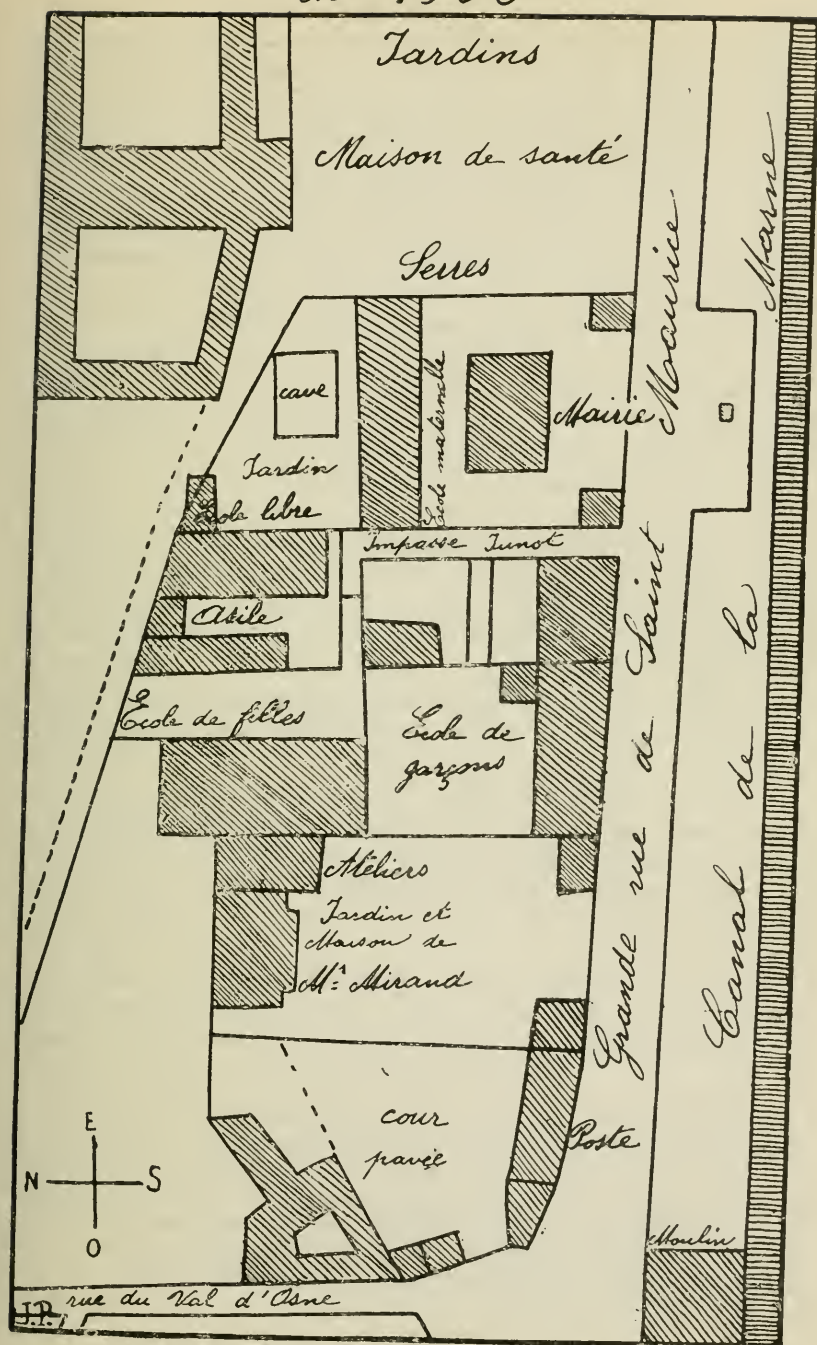 Jardins
Maison de santé
Serres
cave
École maternelle
Mairie
Jardin
École libre
Impasse Junot
Asile
École de filles
École de
garçons
Atéliers
Jardin et
Maison de
Mr Mirand
cour
pavée
Poste
Grande rue de Saint Maurice
Canal de la Marne
Moulin
E
N
S
O
rue du Val d'Osne
J.P.